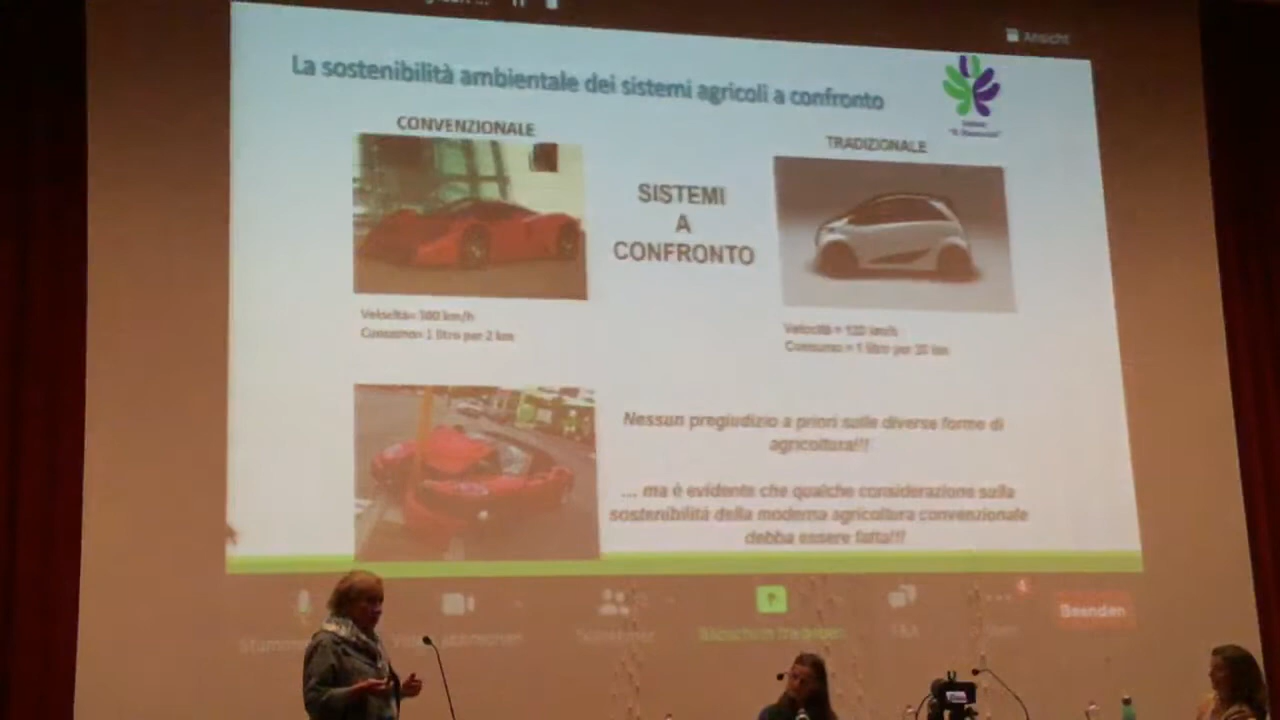 Ansicht
La sostenibilità ambientale dei sistemi agricoli a confronto
CONVENZIONALE
TRADIZIONALE
SISTEMI
A
CONFRONTO
Velocità= 300 km/h
Consumo= 1 litro per 2 km
Velocità = 120 km/h
Consumo = 1 litro per 20 km
Nessun pregiudizio a priori sulle diverse forme di
agricoltura!!!
... ma è evidente che qualche considerazione sulla
sostenibilità della moderna agricoltura convenzionale
debba essere fatta!!!
Beenden